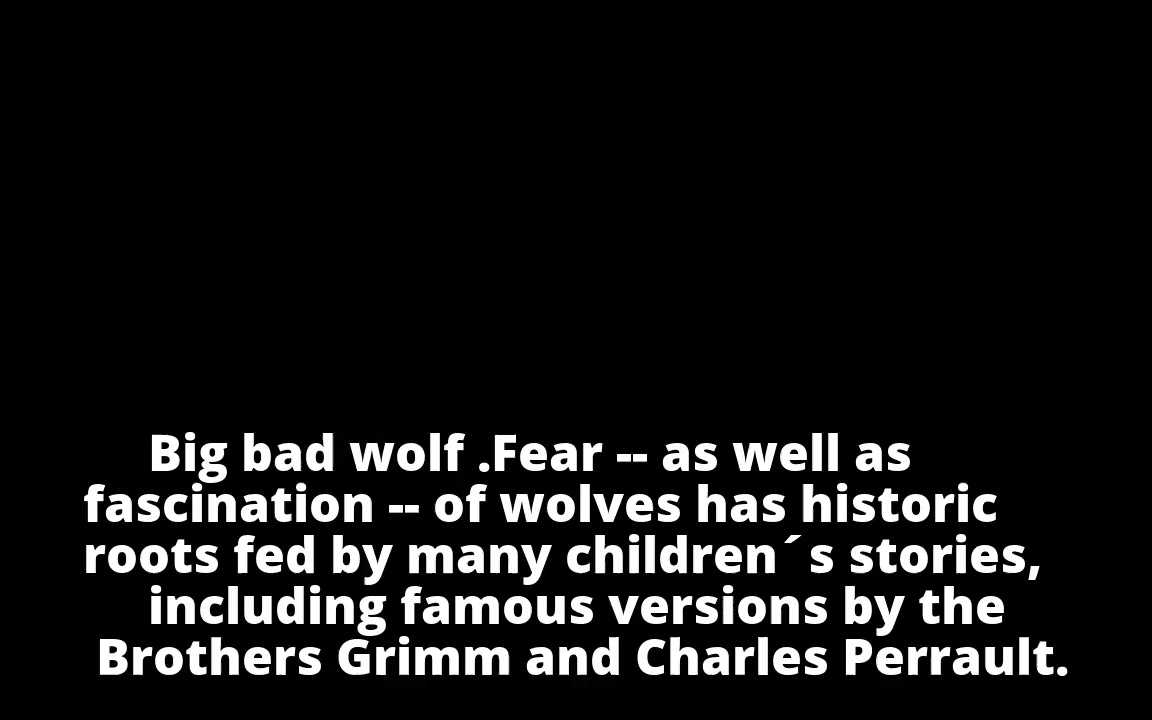 Big bad wolf .Fear -- as well as
fascination -- of wolves has historic
roots fed by many children´s stories,
including famous versions by the
Brothers Grimm and Charles Perrault.